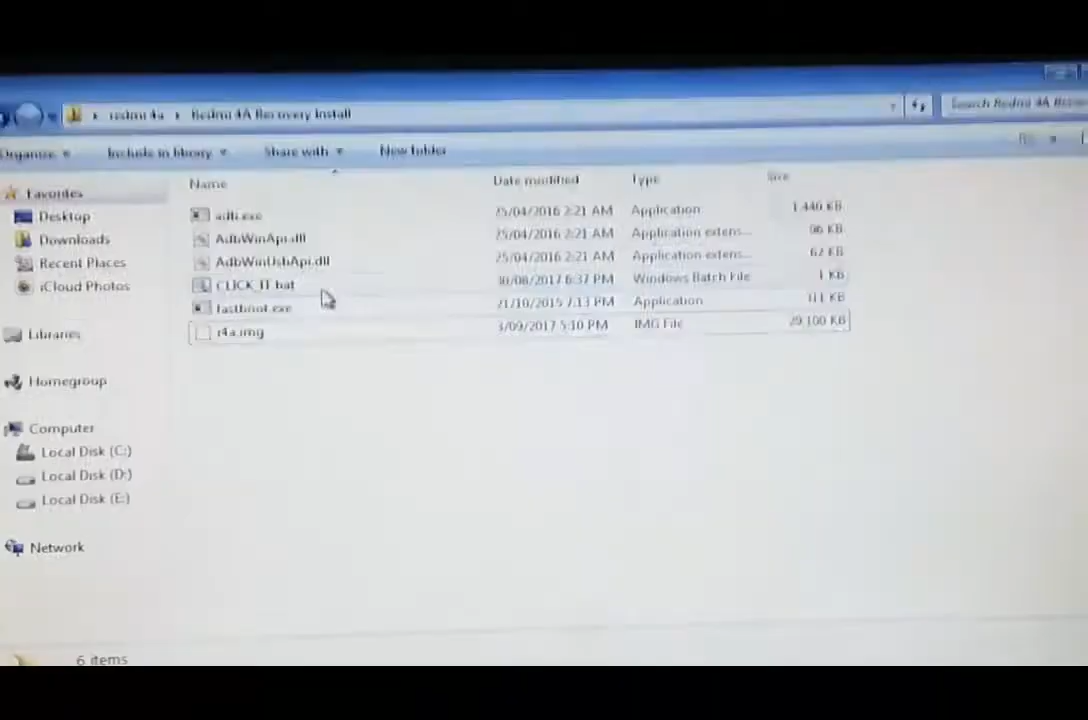 redmi 4a ▸ Redmi 4A Recovery Install
Search Redmi 4A Reco
Organize Include in library Share with New folder
Name Date modified Type Size
Favorites
Desktop
Downloads
Recent Places
iCloud Photos
Libraries
Homegroup
Computer
Local Disk (C:)
Local Disk (D:)
Local Disk (E:)
Network
adb.exe 25/04/2016 2:21 AM Application 1,446 KB
AdbWinApi.dll 25/04/2016 2:21 AM Application extens... 96 KB
AdbWinUsbApi.dll 25/04/2016 2:21 AM Application extens... 62 KB
CLICK_IT.bat 30/08/2017 6:37 PM Windows Batch File 1 KB
fastboot.exe 21/10/2015 7:13 PM Application KB
r4a.img 3/09/2017 5:10 PM IMG File 29,100 KB
6 items